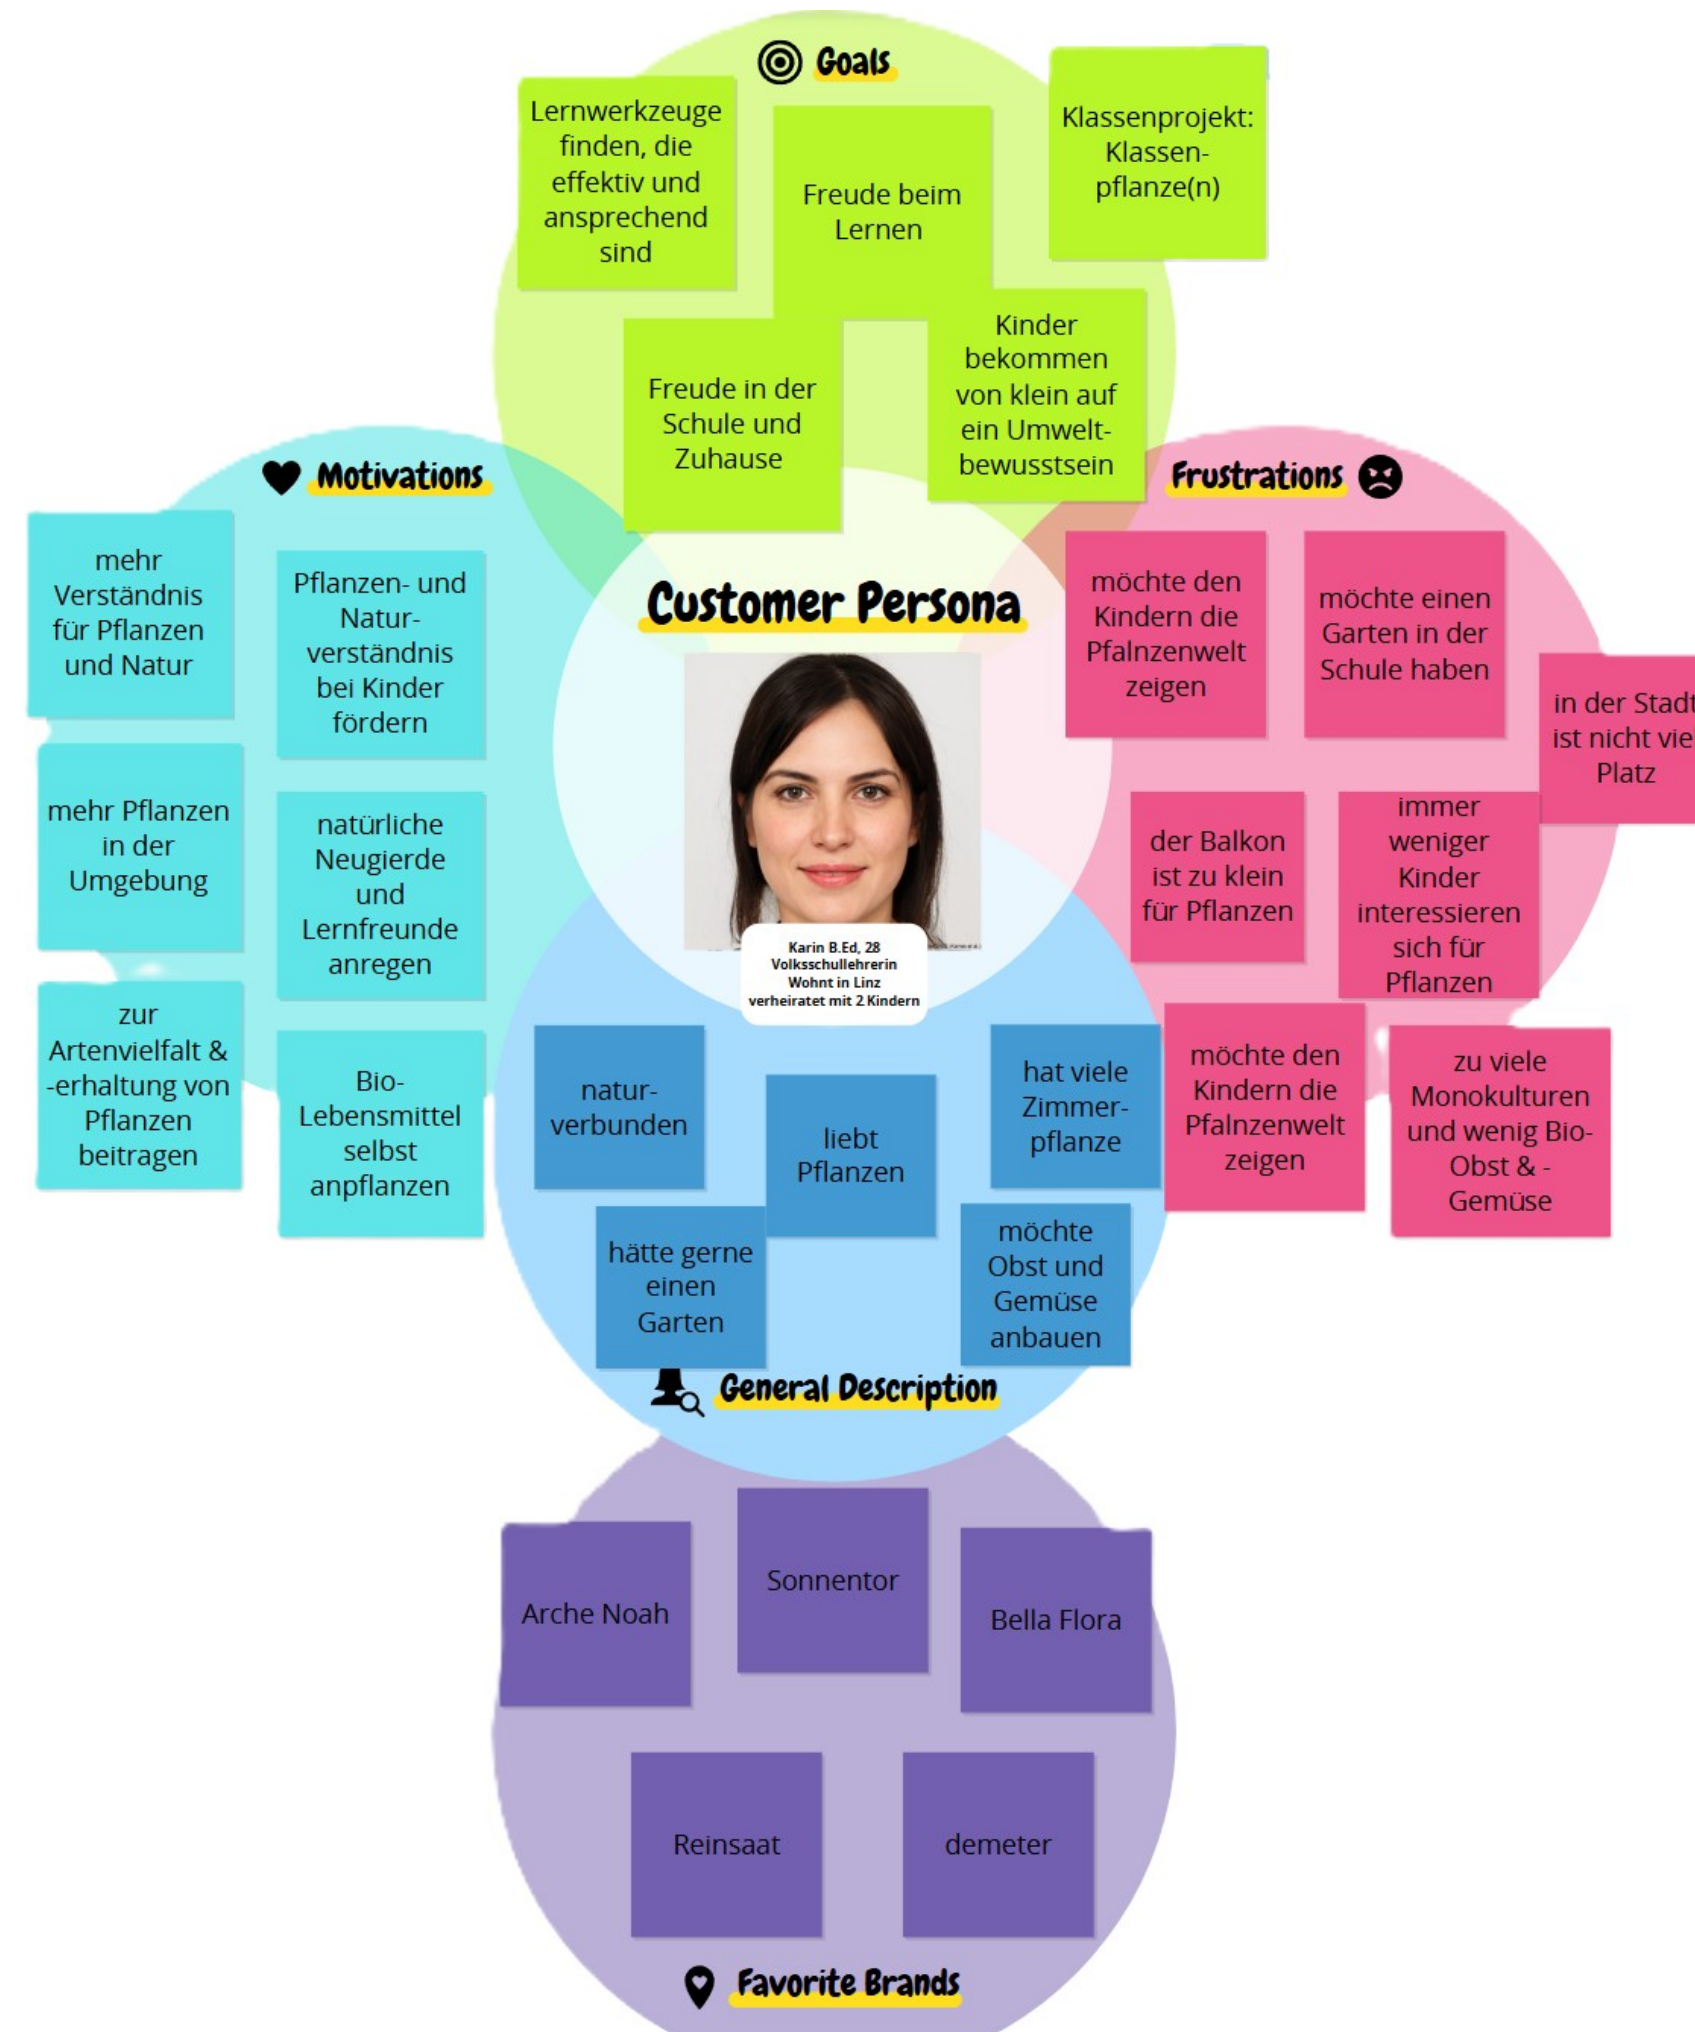 Goals
Lernwerkzeuge
finden, die
effektiv und
ansprechend
sind
Freude beim
Lernen
Klassenprojekt:
Klassen-
pflanze(n)
Freude in der
Schule und
Zuhause
Kinder
bekommen
von klein auf
ein Umwelt-
bewusstsein
Motivations
mehr
Verständnis
für Pflanzen
und Natur
Pflanzen- und
Natur-
verständnis
bei Kinder
fördern
mehr Pflanzen
in der
Umgebung
natürliche
Neugierde
und
Lernfreunde
anregen
zur
Artenvielfalt &
-erhaltung von
Pflanzen
beitragen
Bio-
Lebensmittel
selbst
anpflanzen
Customer Persona
Karin B.Ed, 28
Volksschullehrerin
Wohnt in Linz
verheiratet mit 2 Kindern
Frustrations
möchte den
Kindern die
Pfalnzenwelt
zeigen
möchte einen
Garten in der
Schule haben
in der Stadt
ist nicht vie
Platz
der Balkon
ist zu klein
für Pflanzen
immer
weniger
Kinder
interessieren
sich für
Pflanzen
möchte den
Kindern die
Pfalnzenwelt
zeigen
zu viele
Monokulturen
und wenig Bio-
Obst & -
Gemüse
natur-
verbunden
liebt
Pflanzen
hat viele
Zimmer-
pflanze
hätte gerne
einen
Garten
möchte
Obst und
Gemüse
anbauen
General Description
Arche Noah
Sonnentor
Bella Flora
Reinsaat
demeter
Favorite Brands